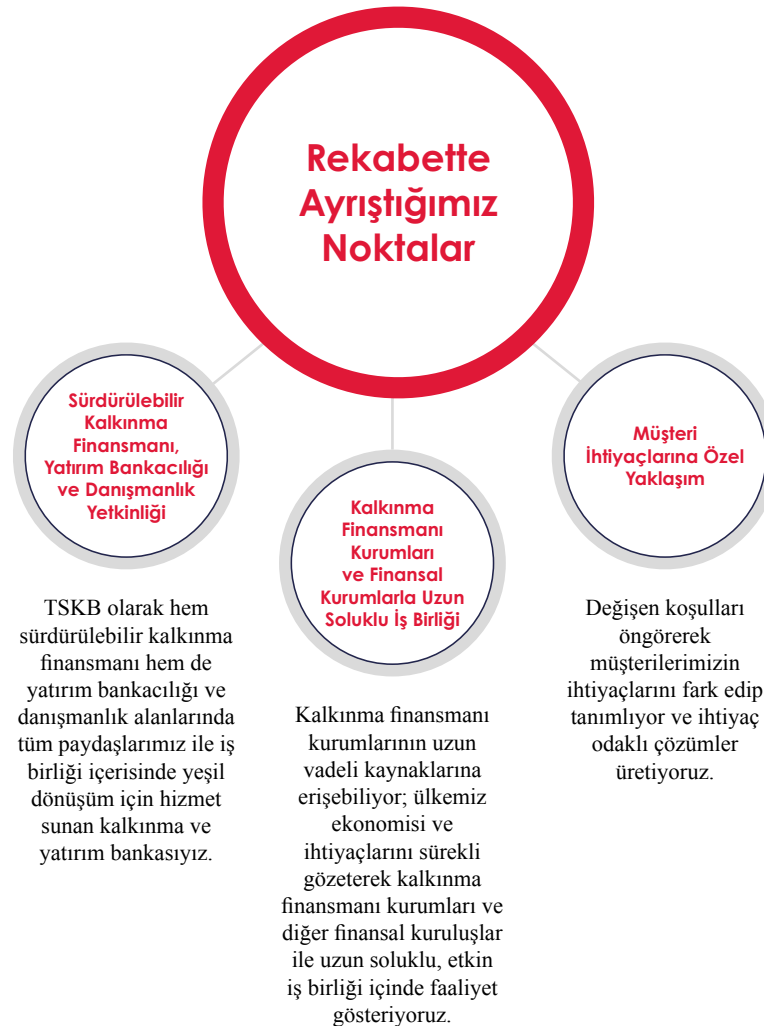 Rekabette
Ayrıştığımız
Noktalar
Sürdürülebilir
Kalkınma
Finansmanı,
Yatırım Bankacılığı
ve Danışmanlık
Yetkinliği
TSKB olarak hem
sürdürülebilir kalkınma
finansmanı hem de
yatırım bankacılığı ve
danışmanlık alanlarında
tüm paydaşlarımız ile iş
birliği içerisinde yeşil
dönüşüm için hizmet
sunan kalkınma ve
yatırım bankasıyız.
Kalkınma
Finansmanı
Kurumları
ve Finansal
Kurumlarla Uzun
Soluklu İş Birliği
Kalkınma finansmanı
kurumlarının uzun
vadeli kaynaklarına
erişebiliyor; ülkemiz
ekonomisi ve
ihtiyaçlarını sürekli
gözeterek kalkınma
finansmanı kurumları ve
diğer finansal kuruluşlar
ile uzun soluklu, etkin
iş birliği içinde faaliyet
gösteriyoruz.
Müşteri
İhtiyaçlarına Özel
Yaklaşım
Değişen koşulları
öngörerek
müşterilerimizin
ihtiyaçlarını fark edip
tanımlıyor ve ihtiyaç
odaklı çözümler
üretiyoruz.